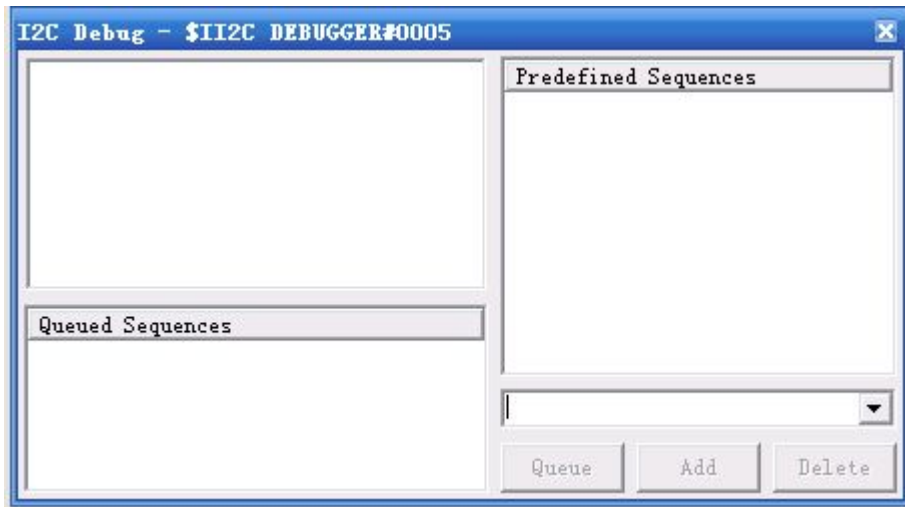 I2C Debug - $II2C DEBUGGER#0005
Predefined Sequences
Queued Sequences
Queue
Add
Delete